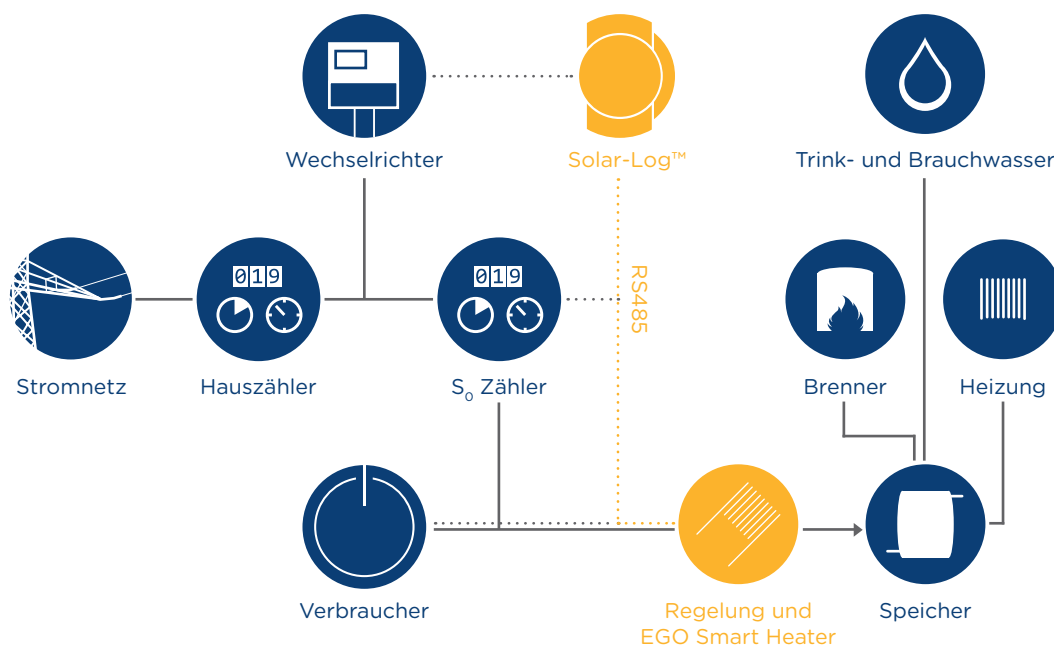 Wechselrichter
Solar-Log™
Trink- und Brauchwasser
019
019
RS485
Stromnetz
Hauszähler
S₀ Zähler
Brenner
Heizung
Verbraucher
Regelung und
EGO Smart Heater
Speicher